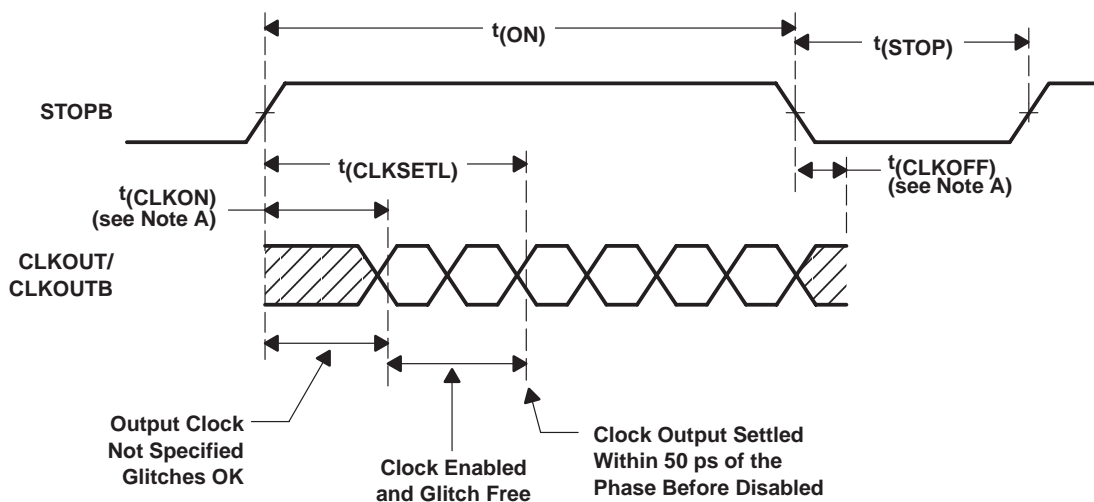 t(ON)
t(STOP)
STOPB
t(CLKSETL)
t(CLKOFF)
(see Note A)
t(CLKON)
(see Note A)
CLKOUT/
CLKOUTB
Output Clock
Not Specified
Glitches OK
Clock Enabled
and Glitch Free
Clock Output Settled
Within 50 ps of the
Phase Before Disabled